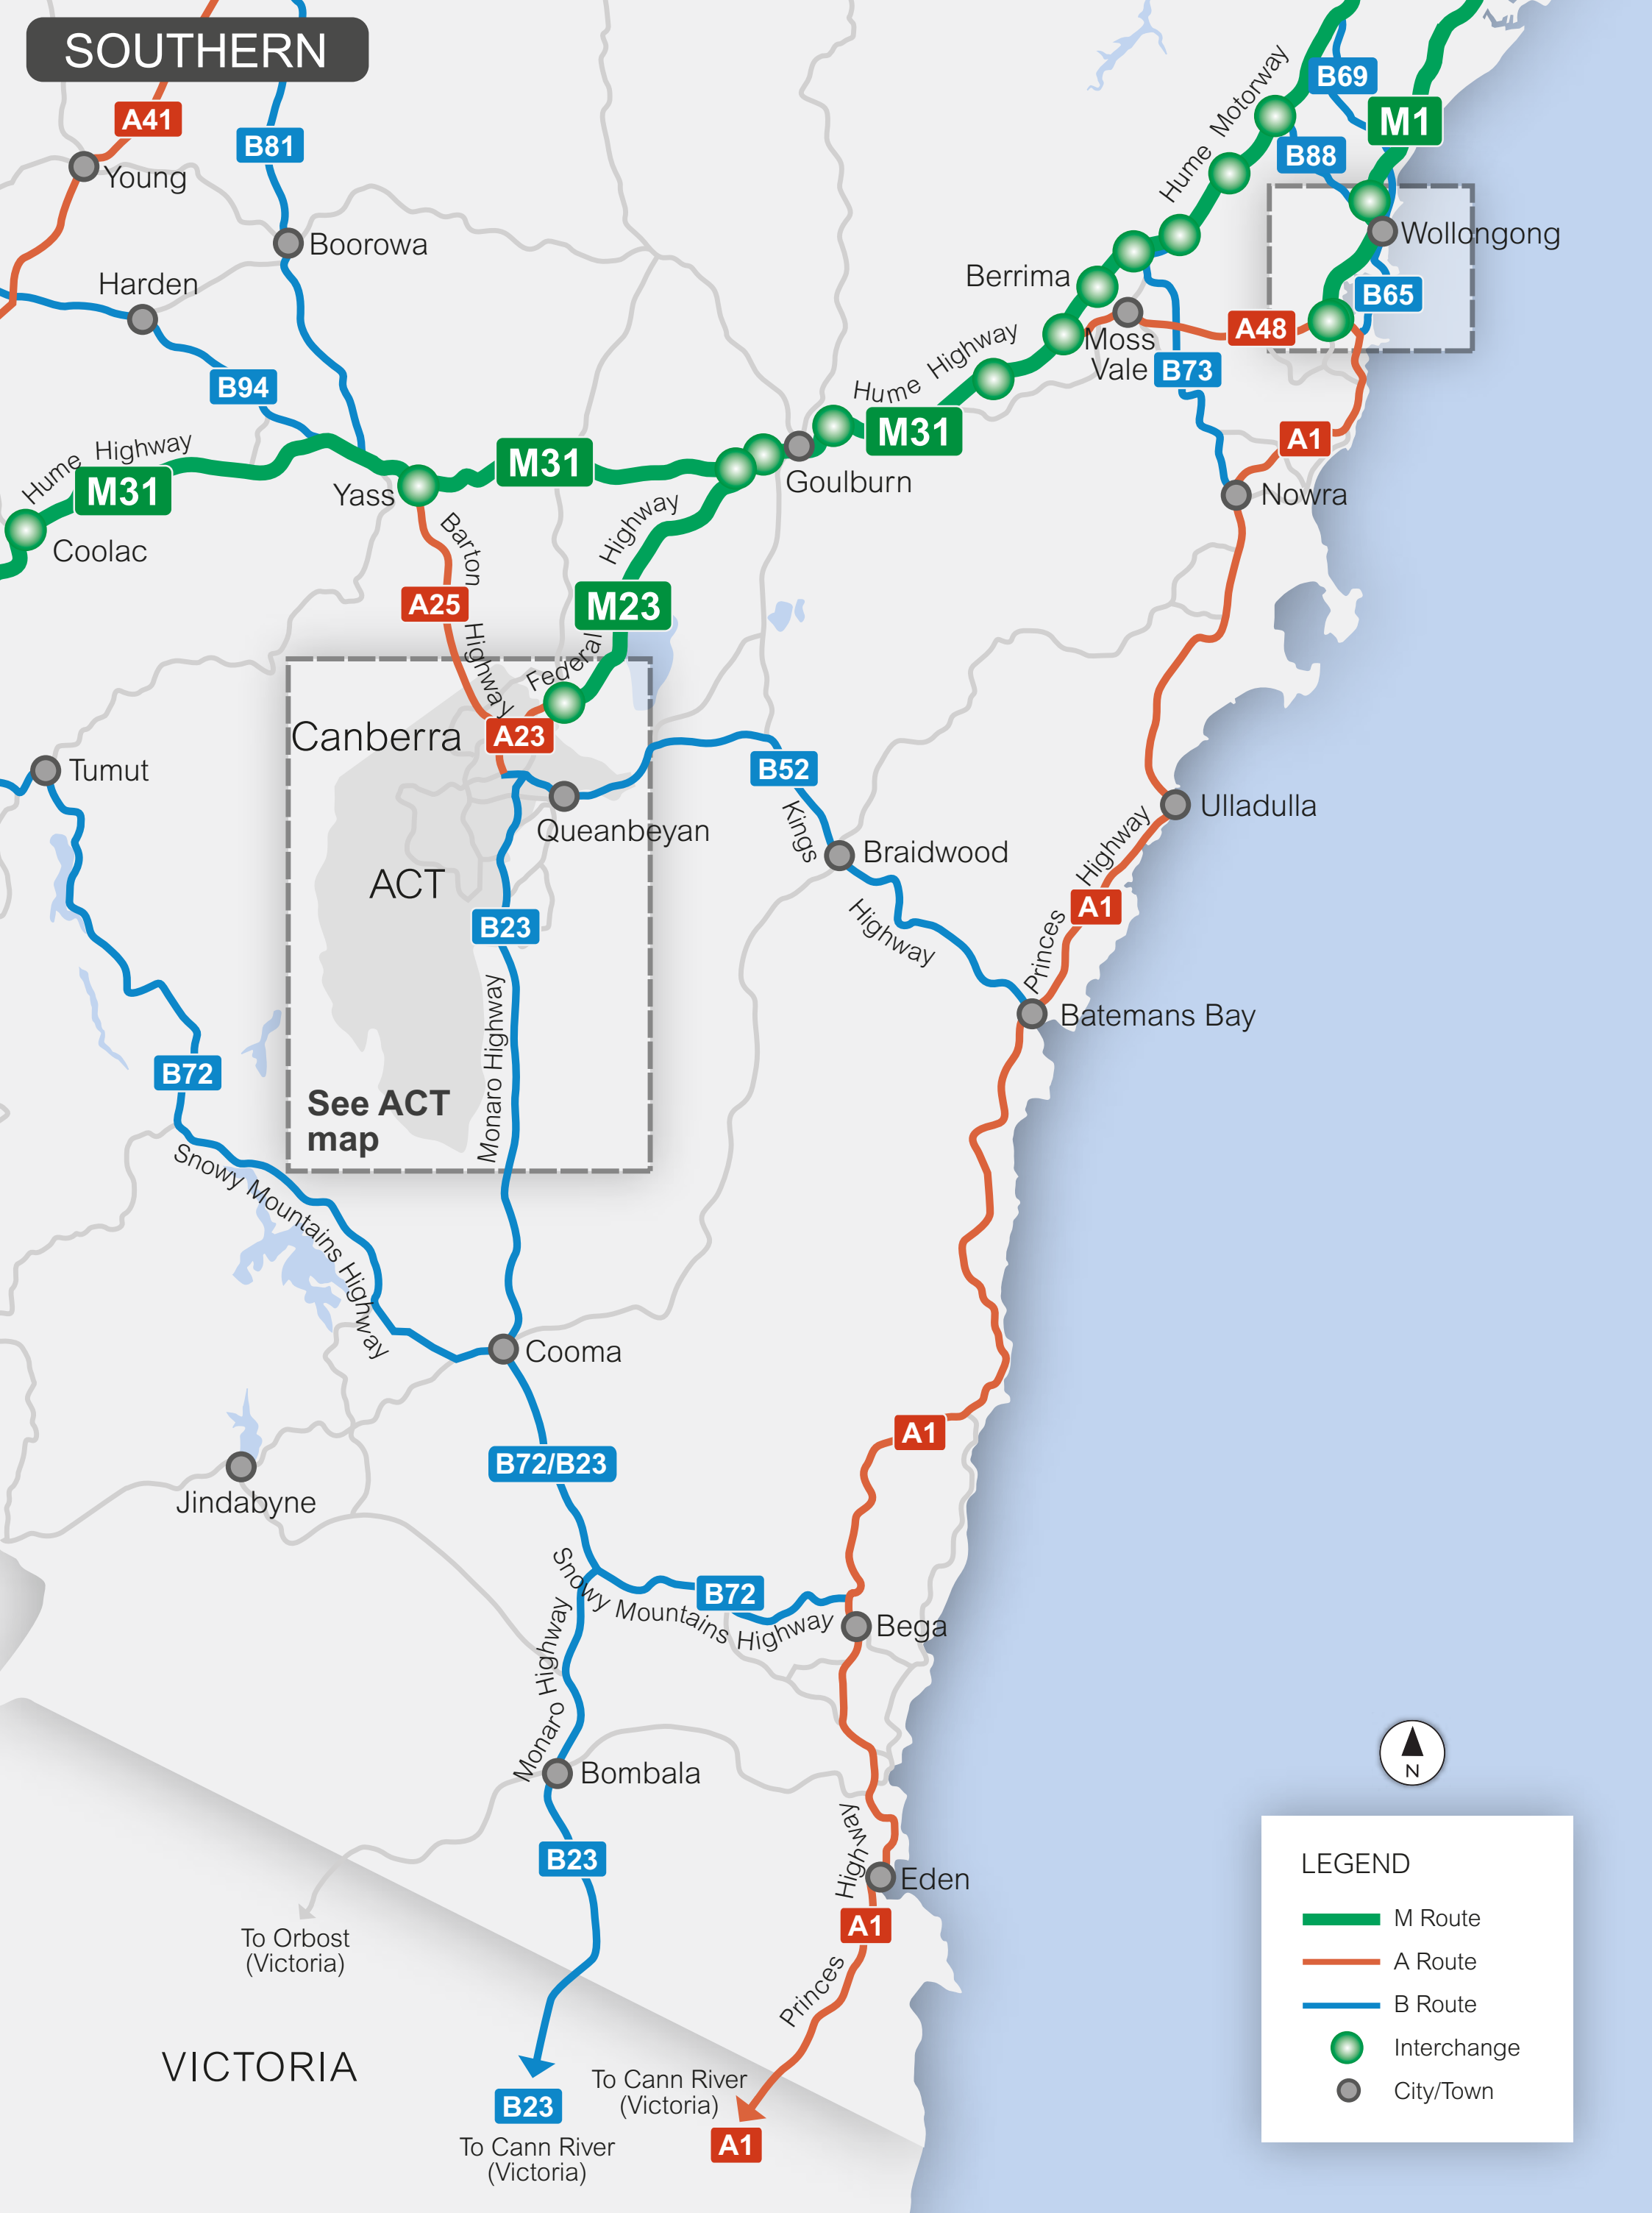 SOUTHERN
A41
B81
Young
Boorowa
Harden
B94
Hume Highway
M31
Coolac
Yass
M31
Barton Highway
A25
Federal Highway
M23
Goulburn
Hume Highway
M31
Berrima
Moss
Vale
Hume Motorway
B69
M1
B88
Wollongong
B65
A48
B73
A1
Nowra
Canberra
A23
Queanbeyan
ACT
B23
Monaro Highway
See ACT
map
Tumut
B72
Snowy Mountains Highway
B52
Kings Highway
Braidwood
Ulladulla
Princes Highway
A1
Batemans Bay
Cooma
Jindabyne
B72/B23
A1
Snowy Mountains Highway
B72
Bega
Monaro Highway
Bombala
B23
Princes Highway
Eden
A1
To Orbost
(Victoria)
VICTORIA
B23
To Cann River
(Victoria)
To Cann River
(Victoria)
A1
N
LEGEND
M Route
A Route
B Route
Interchange
City/Town